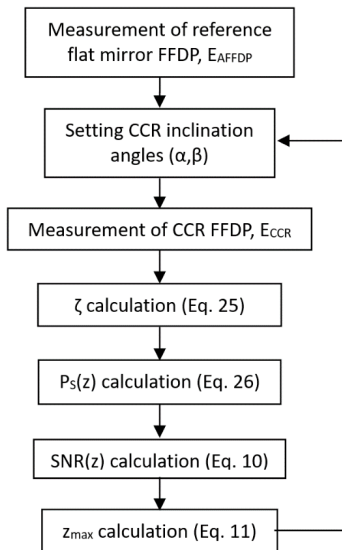 Measurement of reference
flat mirror FFDP, EAFFDP
Setting CCR inclination
angles (α,β)
Measurement of CCR FFDP, ECCR
ζ calculation (Eq. 25)
PS(z) calculation (Eq. 26)
SNR(z) calculation (Eq. 10)
zmax calculation (Eq. 11)